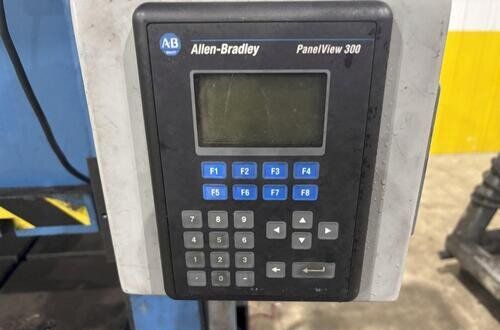 AB
Allen-Bradley
PanelView 300
F1 F2 F3 F4
F5 F6 F7 F8
7 8 9
4 5 6
1 2 3
. 0 -